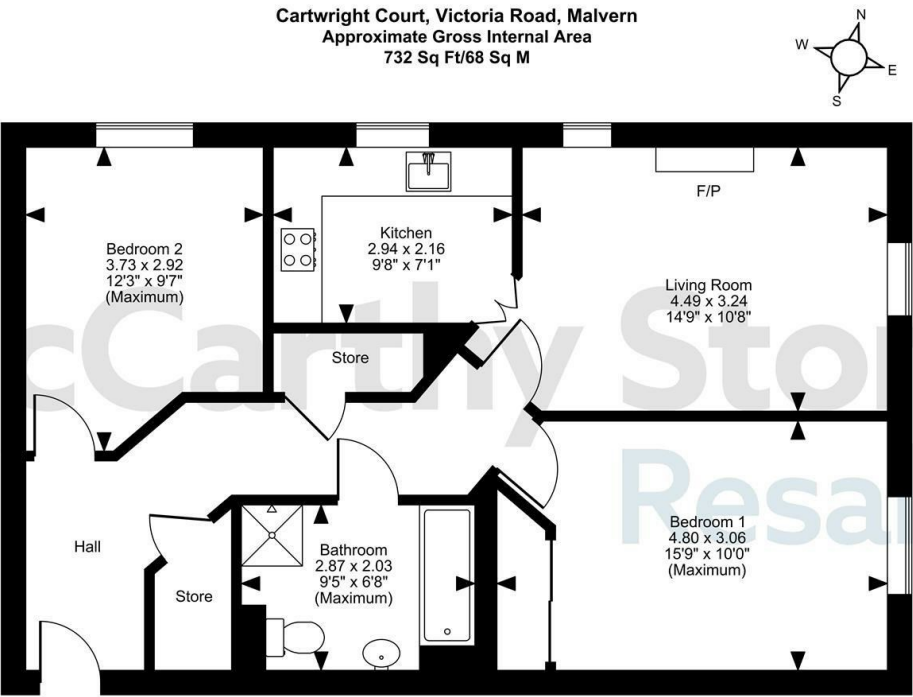 Cartwright Court, Victoria Road, Malvern
Approximate Gross Internal Area
732 Sq Ft/68 Sq M
N
W
E
S
F/P
Kitchen
2.94 x 2.16
9'8" x 7'1"
Bedroom 2
3.73 x 2.92
12'3" x 9'7"
(Maximum)
Living Room
4.49 x 3.24
14'9" x 10'8"
Store
cCarthy Sto
Resa
Bedroom 1
4.80 x 3.06
15'9" x 10'0"
(Maximum)
Hall
Bathroom
2.87 x 2.03
9'5" x 6'8"
(Maximum)
Store